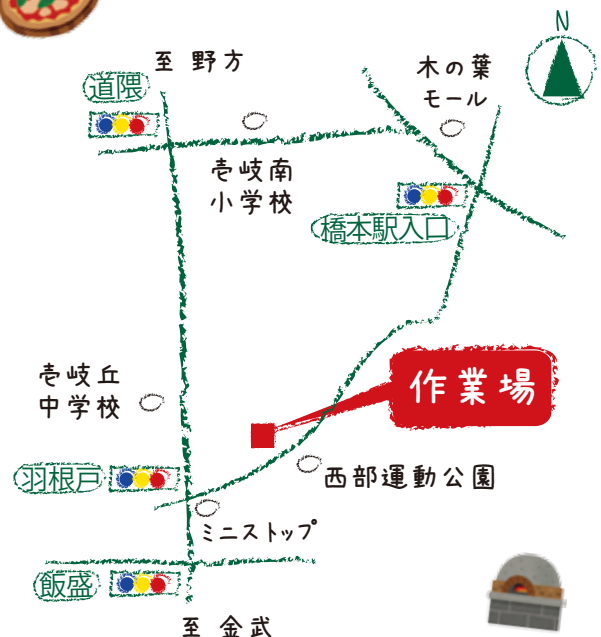 N
至 野方
木の葉
モール
道隈
壱岐南
小学校
橋本駅入口
作業場
壱岐丘
中学校
羽根戸
西部運動公園
ミニストップ
飯盛
至 金武